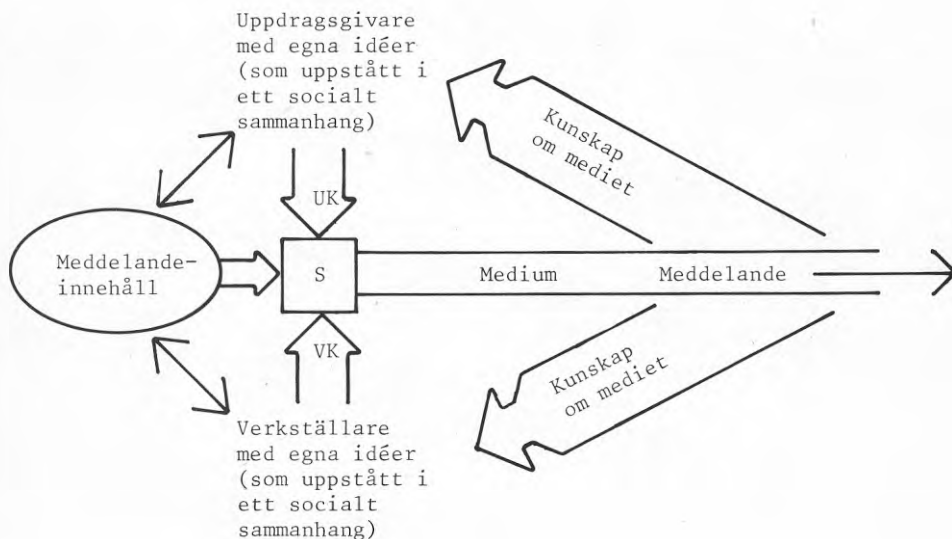 Uppdragsgivare
med egna idéer
(som uppstått i
ett socialt
sammanhang)
Kunskap
om mediet
UK
Meddelande-
innehåll
S
Medium
Meddelande
VK
Kunskap
om mediet
Verkställare
med egna idéer
(som uppstått i
ett socialt
sammanhang)